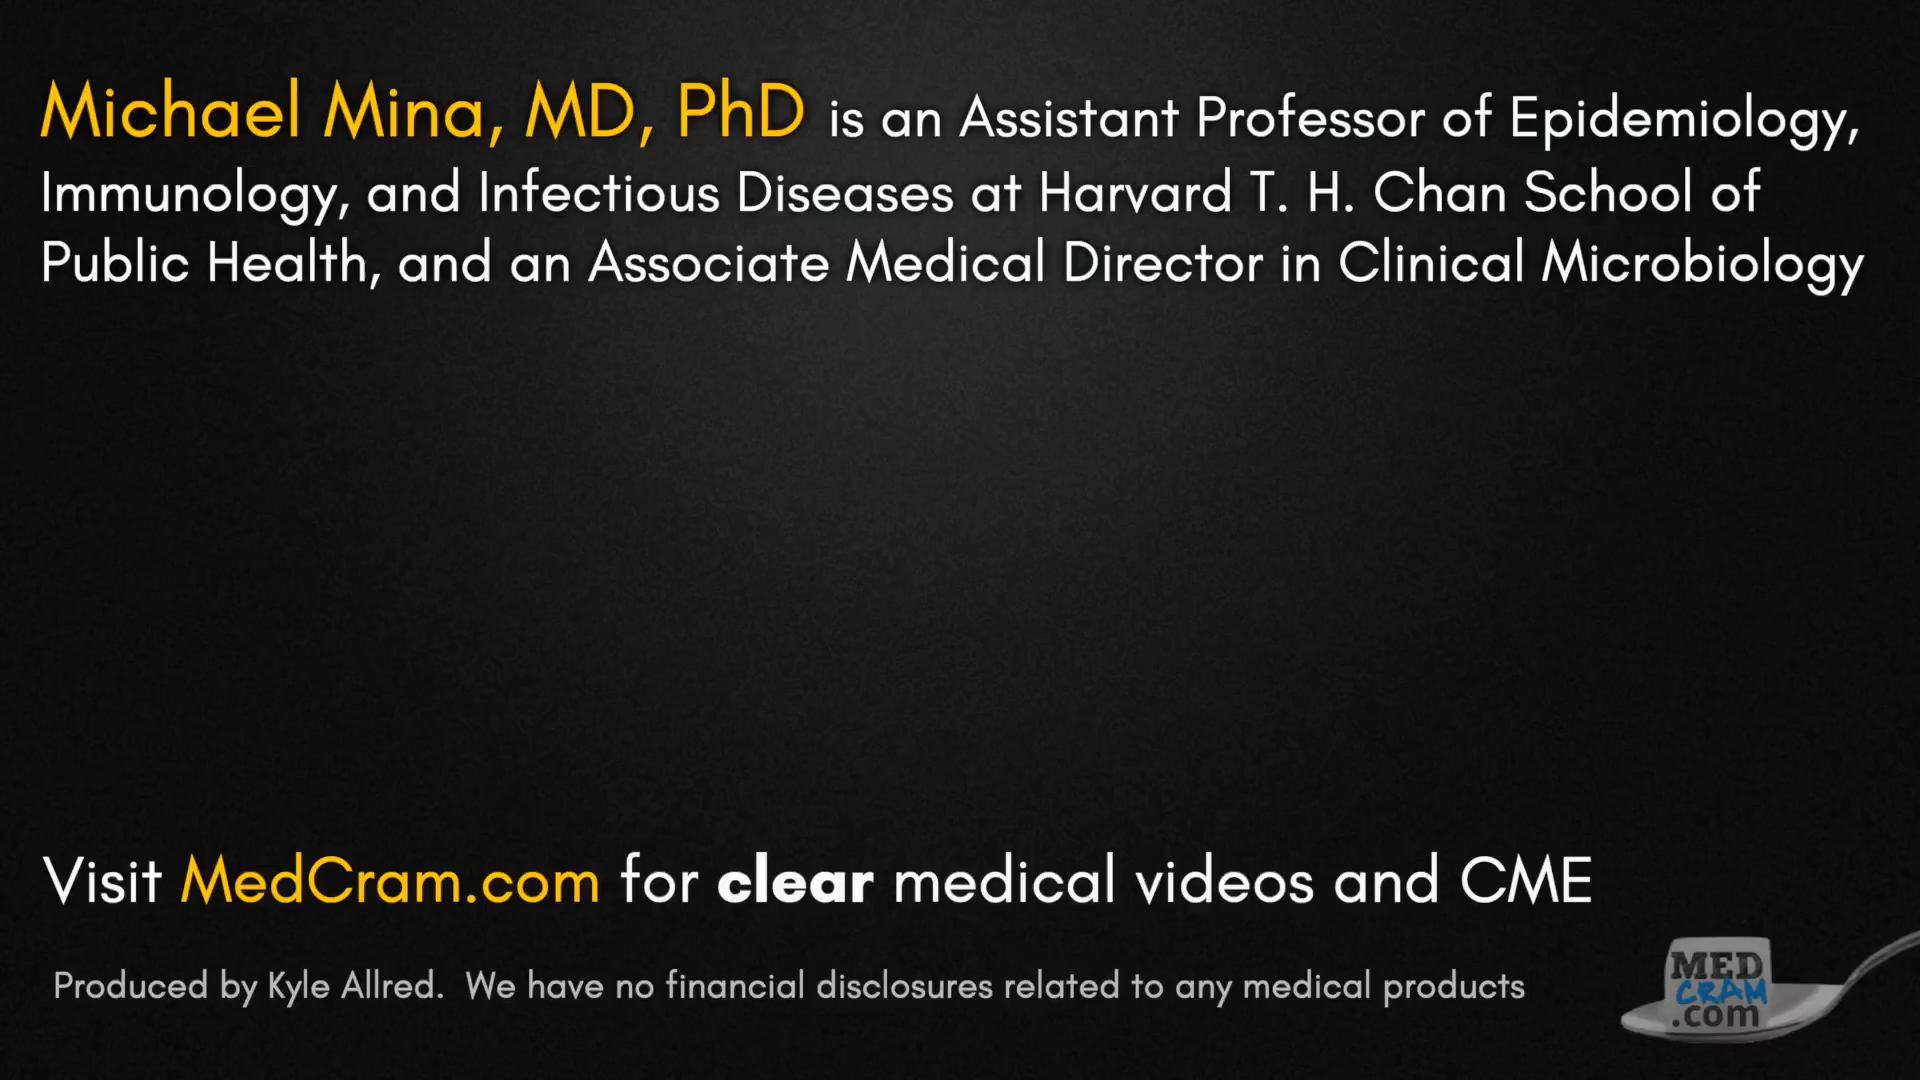 Michael Mina, MD, PhD is an Assistant Professor of Epidemiology,
Immunology, and Infectious Diseases at Harvard T. H. Chan School of
Public Health, and an Associate Medical Director in Clinical Microbiology
Visit MedCram.com for clear medical videos and CME
Produced by Kyle Allred.  We have no financial disclosures related to any medical products
MED
CRAM
.com